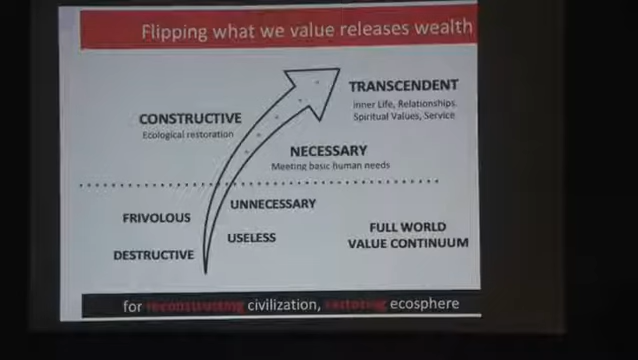 Flipping what we value releases wealth
TRANSCENDENT
Inner Life, Relationships,
Spiritual Values, Service
CONSTRUCTIVE
Ecological restoration
NECESSARY
Meeting basic human needs
UNNECESSARY
FRIVOLOUS
USELESS
DESTRUCTIVE
FULL WORLD
VALUE CONTINUUM
for reconstructing civilization, restoring ecosphere